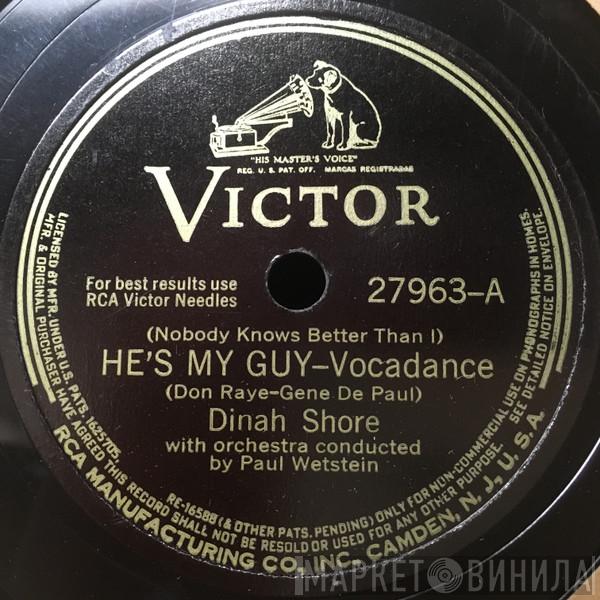 "HIS MASTER'S VOICE"
REG. U. S. PAT. OFF. MARCAS REGISTRADAS
VICTOR
For best results use
RCA Victor Needles
27963-A
(Nobody Knows Better Than I)
HE'S MY GUY-Vocadance
(Don Raye-Gene De Paul)
Dinah Shore
with orchestra conducted
by Paul Wetstein
LICENSED BY MFR. UNDER U.S. PATS. 1625705, RE-16588 (& OTHER PATS. PENDING) ONLY FOR NON-COMMERCIAL USE ON PHONOGRAPHS IN HOMES.
MFR. & ORIGINAL PURCHASER HAVE AGREED THIS RECORD SHALL NOT BE RESOLD OR USED FOR ANY OTHER PURPOSE. SEE DETAILED NOTICE ON ENVELOPE.
RCA MANUFACTURING CO., INC., CAMDEN, N. J., U. S. A.
МАРКЕТ ВИНИЛА